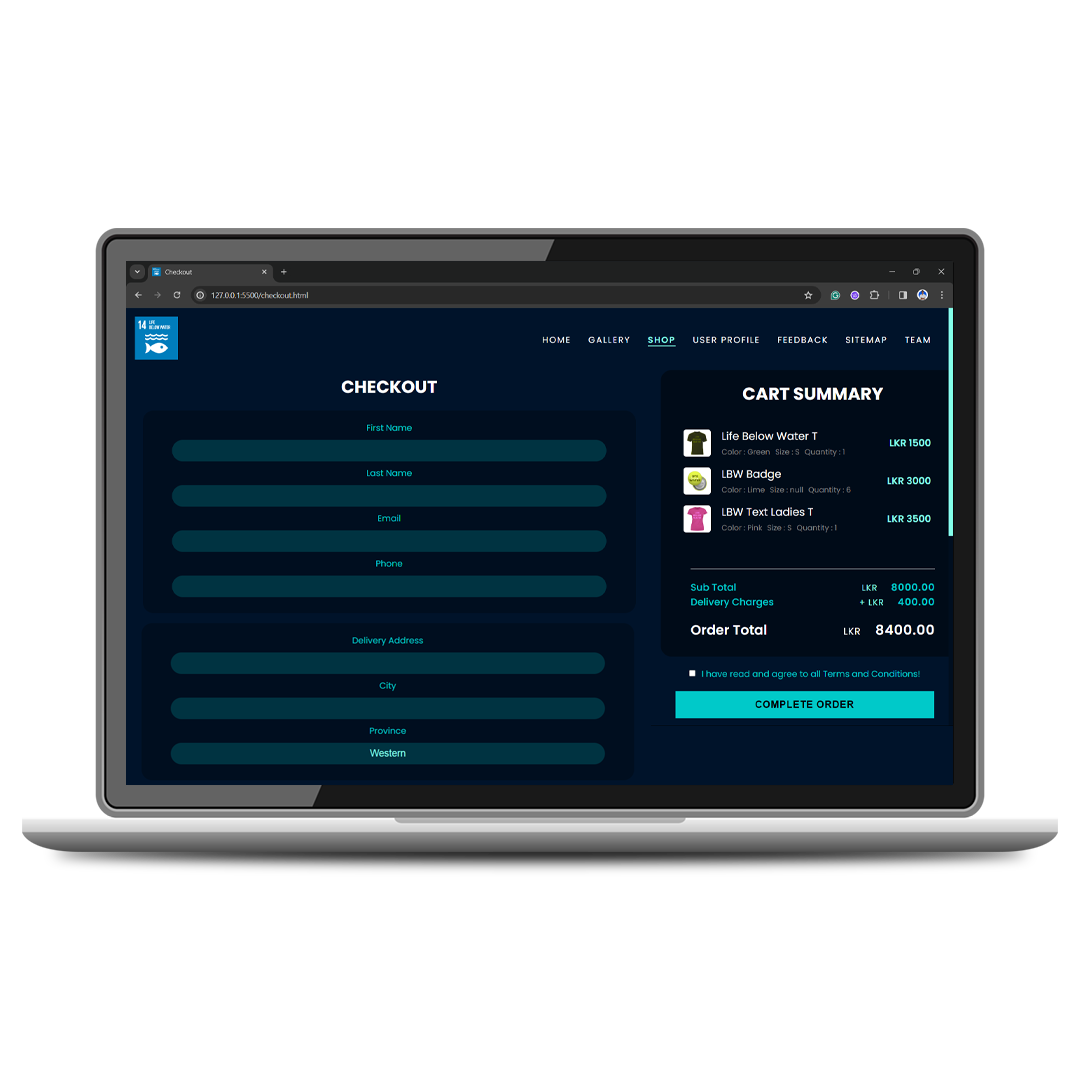 Checkout
127.0.0.1:5500/checkout.html
14 LIFE
BELOW WATER
HOME GALLERY SHOP USER PROFILE FEEDBACK SITEMAP TEAM
CHECKOUT
First Name
Last Name
Email
Phone
Delivery Address
City
Province
Western
CART SUMMARY
Life Below Water T
Color : Green Size : S Quantity : 1
LKR 1500
LBW Badge
Color : Lime Size : null Quantity : 6
LKR 3000
LBW Text Ladies T
Color : Pink Size : S Quantity : 1
LKR 3500
Sub Total LKR 8000.00
Delivery Charges + LKR 400.00
Order Total LKR 8400.00
I have read and agree to all Terms and Conditions!
COMPLETE ORDER